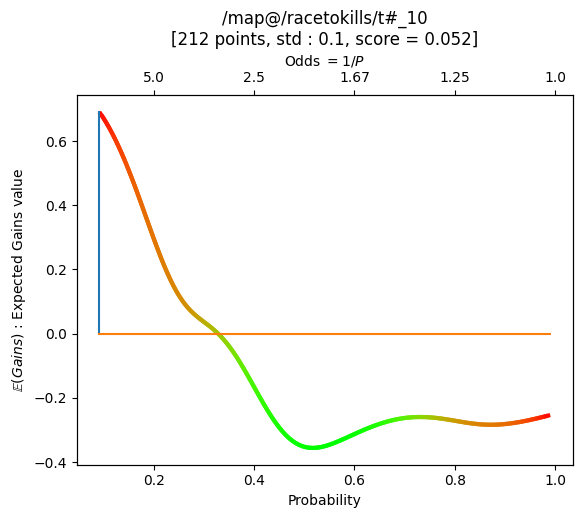 /map@/racetokills/t#_10
[212 points, std : 0.1, score = 0.052]
Odds = 1/P
5.0 2.5 1.67 1.25 1.0
𝔼(Gains) : Expected Gains value
0.6
0.4
0.2
0.0
−0.2
−0.4
0.2 0.4 0.6 0.8 1.0
Probability